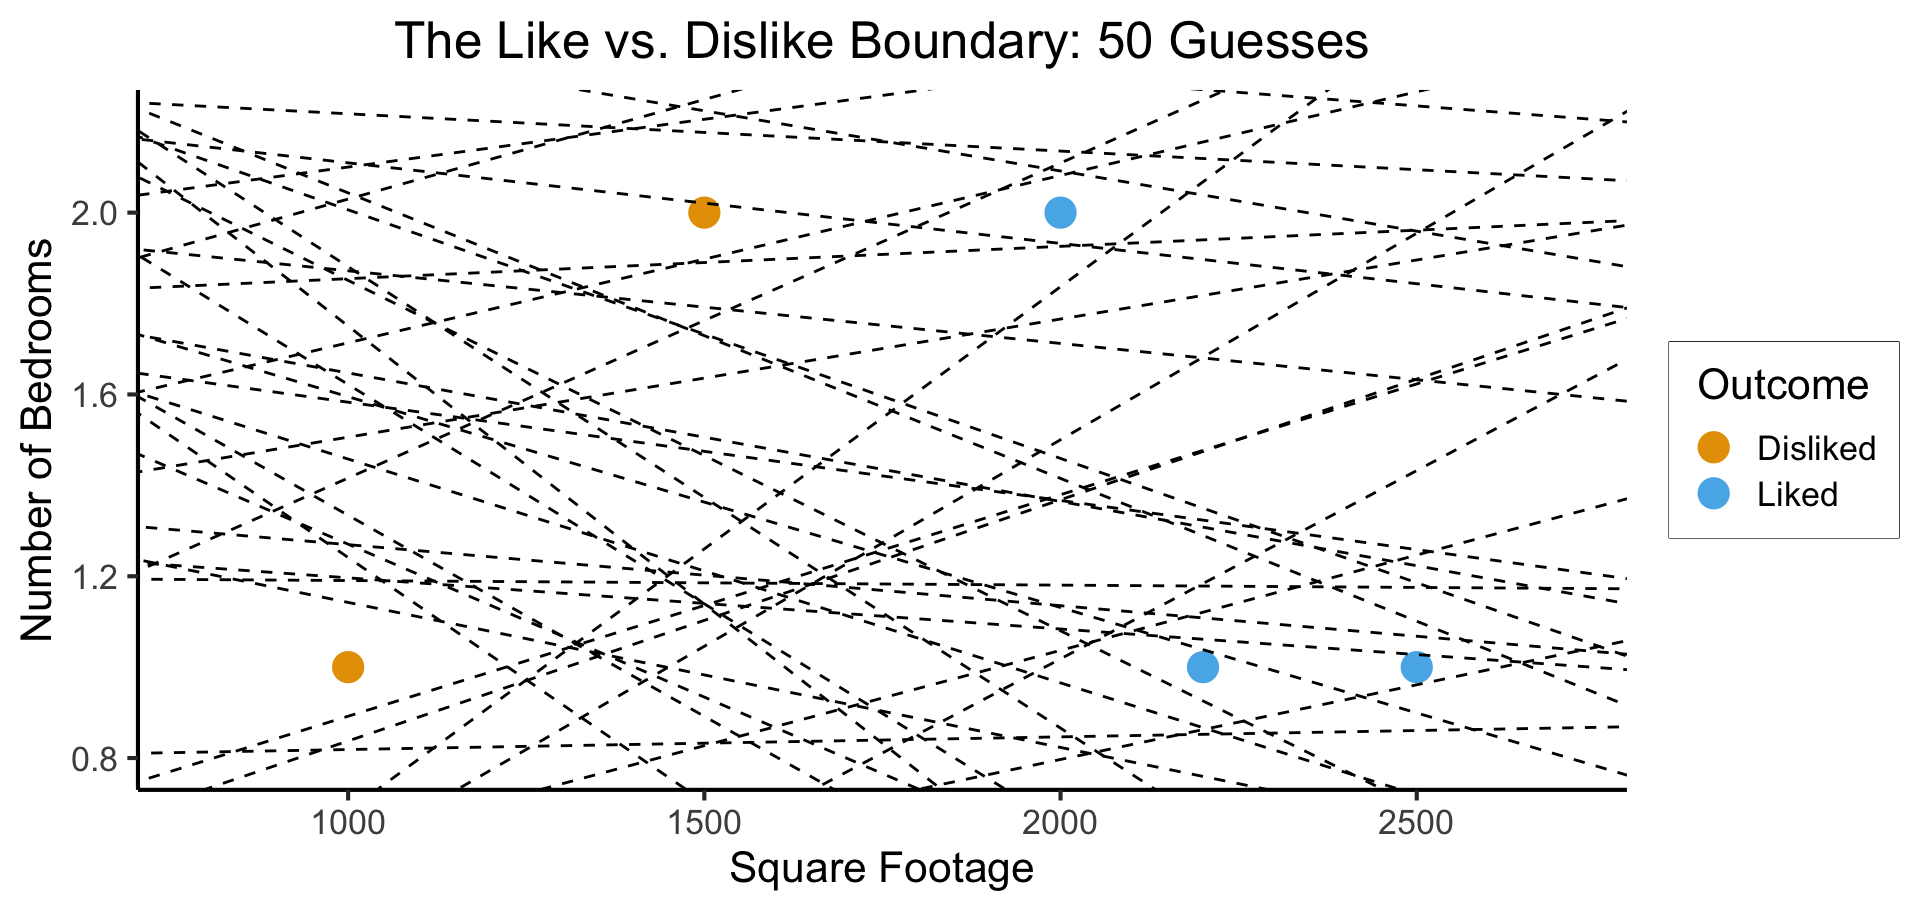 The Like vs. Dislike Boundary: 50 Guesses
Number of Bedrooms
2.0
1.6
1.2
0.8
1000 1500 2000 2500
Square Footage
Outcome
Disliked
Liked